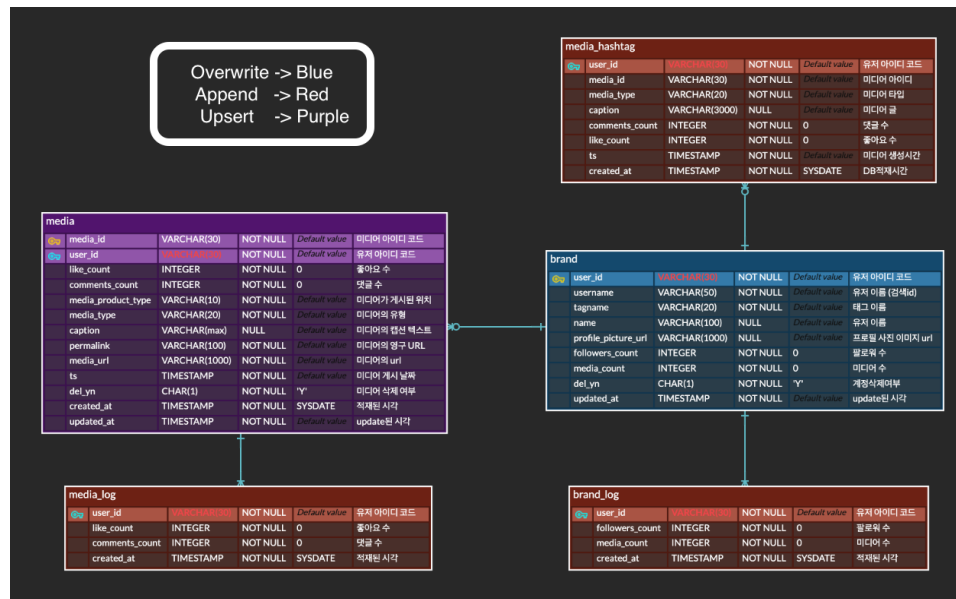 Overwrite -> Blue
Append -> Red
Upsert -> Purple
media_hashtag
user_id VARCHAR(30) NOT NULL Default value 유저 아이디 코드
media_id VARCHAR(30) NOT NULL Default value 미디어 아이디
media_type VARCHAR(20) NOT NULL Default value 미디어 타입
caption VARCHAR(3000) NULL Default value 미디어 글
comments_count INTEGER NOT NULL 0 댓글 수
like_count INTEGER NOT NULL 0 좋아요 수
ts TIMESTAMP NOT NULL Default value 미디어 생성시간
created_at TIMESTAMP NOT NULL SYSDATE DB적재시간
media
media_id VARCHAR(30) NOT NULL Default value 미디어 아이디 코드
user_id VARCHAR(30) NOT NULL Default value 유저 아이디 코드
like_count INTEGER NOT NULL 0 좋아요 수
comments_count INTEGER NOT NULL 0 댓글 수
media_product_type VARCHAR(10) NOT NULL Default value 미디어가 게시된 위치
media_type VARCHAR(20) NOT NULL Default value 미디어의 유형
caption VARCHAR(max) NULL Default value 미디어의 캡션 텍스트
permalink VARCHAR(100) NOT NULL Default value 미디어의 영구 URL
media_url VARCHAR(1000) NOT NULL Default value 미디어의 url
ts TIMESTAMP NOT NULL Default value 미디어 게시 날짜
del_yn CHAR(1) NOT NULL 'Y' 미디어 삭제 여부
created_at TIMESTAMP NOT NULL SYSDATE 적재된 시각
updated_at TIMESTAMP NOT NULL Default value update된 시각
brand
user_id VARCHAR(30) NOT NULL Default value 유저 아이디 코드
username VARCHAR(50) NOT NULL Default value 유저 이름 (검색id)
tagname VARCHAR(20) NOT NULL Default value 태그 이름
name VARCHAR(100) NULL Default value 유저 이름
profile_picture_url VARCHAR(1000) NULL Default value 프로필 사진 이미지 url
followers_count INTEGER NOT NULL 0 팔로워 수
media_count INTEGER NOT NULL 0 미디어 수
del_yn CHAR(1) NOT NULL 'Y' 계정삭제여부
updated_at TIMESTAMP NOT NULL Default value update된 시각
media_log
user_id VARCHAR(30) NOT NULL Default value 유저 아이디 코드
like_count INTEGER NOT NULL 0 좋아요 수
comments_count INTEGER NOT NULL 0 댓글 수
created_at TIMESTAMP NOT NULL SYSDATE 적재된 시각
brand_log
user_id VARCHAR(30) NOT NULL Default value 유저 아이디 코드
followers_count INTEGER NOT NULL 0 팔로워 수
media_count INTEGER NOT NULL 0 미디어 수
created_at TIMESTAMP NOT NULL SYSDATE 적재된 시각